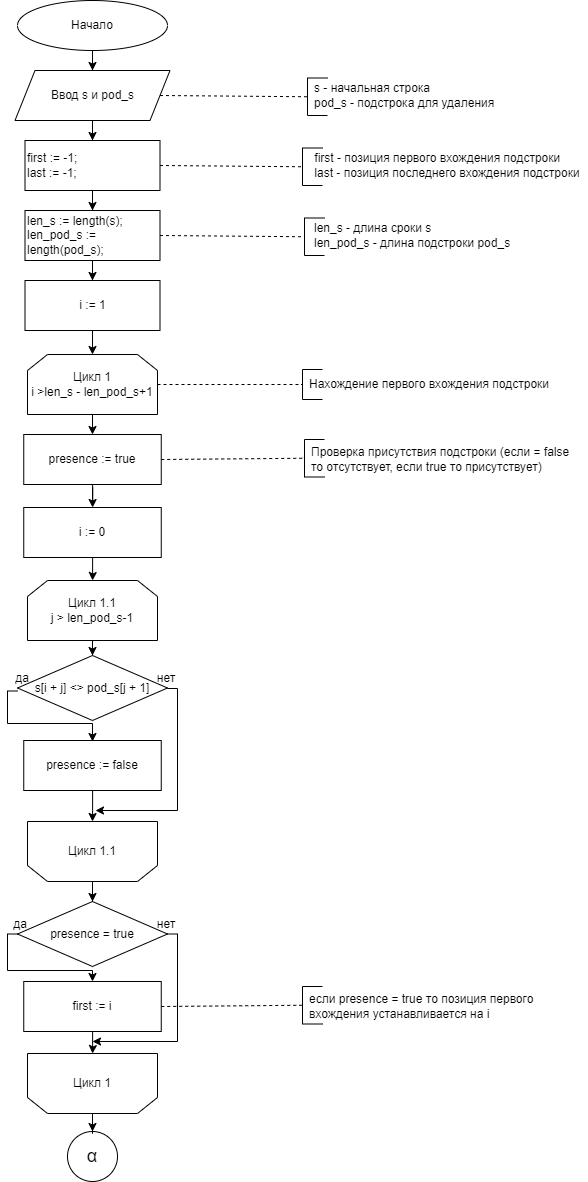 Начало
Ввод s и pod_s
s - начальная строка
pod_s - подстрока для удаления
first := -1;
last := -1;
first - позиция первого вхождения подстроки
last - позиция последнего вхождения подстроки
len_s := length(s);
len_pod_s :=
length(pod_s);
len_s - длина сроки s
len_pod_s - длина подстроки pod_s
i := 1
Цикл 1
i >len_s - len_pod_s+1
Нахождение первого вхождения подстроки
presence := true
Проверка присутствия подстроки (если = false
то отсутствует, если true то присутствует)
i := 0
Цикл 1.1
j > len_pod_s-1
да
нет
s[i + j] <> pod_s[j + 1]
presence := false
Цикл 1.1
да
нет
presence = true
first := i
если presence = true то позиция первого
вхождения устанавливается на i
Цикл 1
α